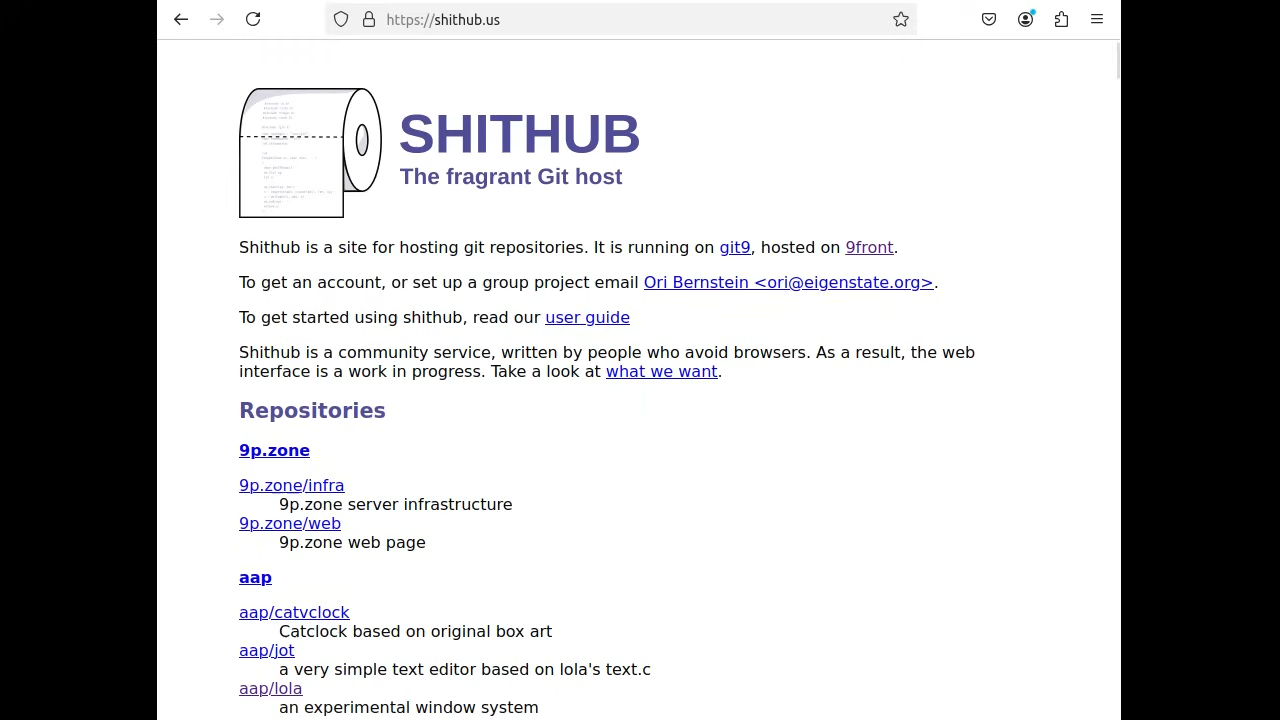 https://shithub.us
SHITHUB
The fragrant Git host
Shithub is a site for hosting git repositories. It is running on git9, hosted on 9front.
To get an account, or set up a group project email Ori Bernstein <ori@eigenstate.org>.
To get started using shithub, read our user guide
Shithub is a community service, written by people who avoid browsers. As a result, the web
interface is a work in progress. Take a look at what we want.
Repositories
9p.zone
9p.zone/infra
9p.zone server infrastructure
9p.zone/web
9p.zone web page
aap
aap/catvclock
Catclock based on original box art
aap/jot
a very simple text editor based on lola's text.c
aap/lola
an experimental window system